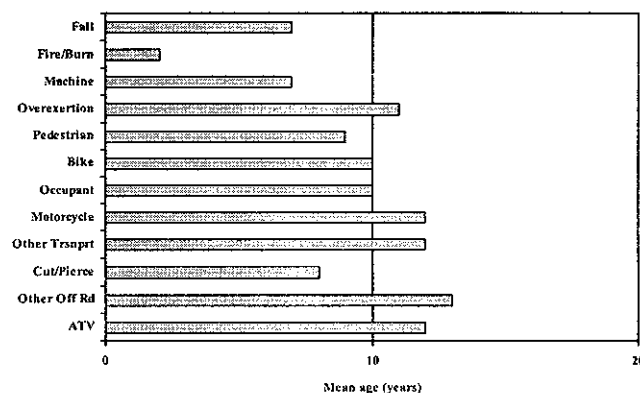 Fall
Fire/Burn
Machine
Overexertion
Pedestrian
Bike
Occupant
Motorcycle
Other Trsnprt
Cut/Pierce
Other Off Rd
ATV
0 10 20
Mean age (years)